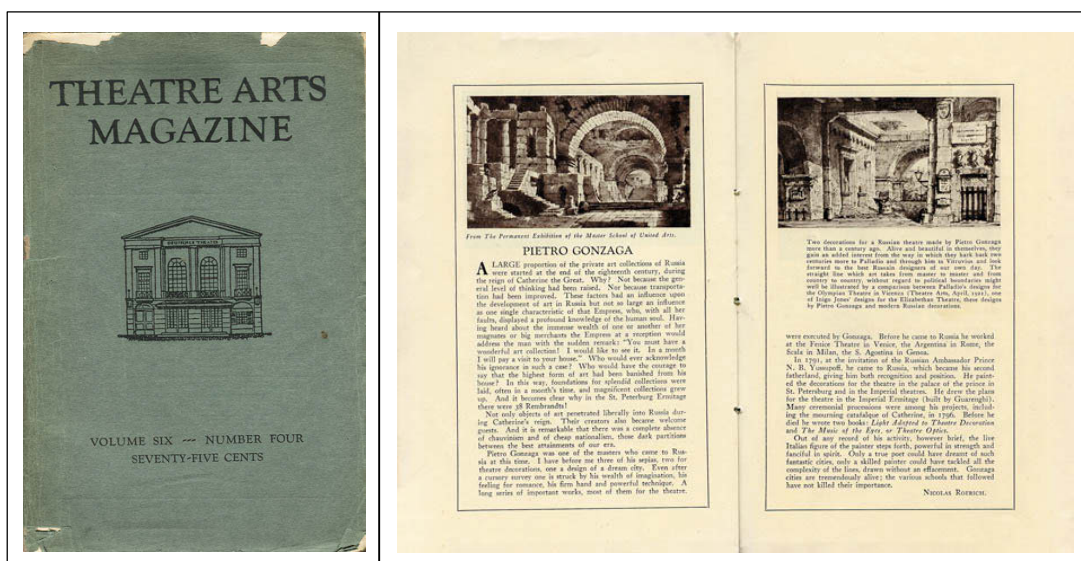 THEATRE ARTS
MAGAZINE
VOLUME SIX — NUMBER FOUR
SEVENTY-FIVE CENTS
From The Permanent Exhibition of the Master School of United Arts.
PIETRO GONZAGA
A LARGE proportion of the private art collections of Russia
were started at the end of the eighteenth century, during
the reign of Catherine the Great. Why? Not because the gen-
eral level of thinking had been raised. Nor because transporta-
tion had been improved. These factors had an influence upon
the development of art in Russia but not so large an influence
as one single characteristic of that Empress, who, with all her
faults, displayed a profound knowledge of the human soul. Hav-
ing heard about the immense wealth of one or another of her
magnates or big merchants the Empress at a reception would
address the man with the sudden remark: "You must have a
wonderful art collection! I would like to see it. In a month
I will pay a visit to your house." Who would ever acknowledge
his ignorance in such a case? Who would have the courage to
say that the highest form of art had been banished from his
house? In this way, foundations for splendid collections were
laid, often in a month's time, and magnificent collections grew
up. And it becomes clear why in the St. Peterburg Ermitage
there were 38 Rembrandts!
Not only objects of art penetrated liberally into Russia dur-
ing Catherine's reign. Their creators also became welcome
guests. And it is remarkable that there was a complete absence
of chauvinism and of cheap nationalism, those dark partitions
between the best attainments of our era.
Pietro Gonzaga was one of the masters who came to Rus-
sia at this time. I have before me three of his sepias, two for
theatre decorations, one a design of a dream city. Even after
a cursory survey one is struck by his wealth of imagination, his
feeling for romance, his firm hand and powerful technique. A
long series of important works, most of them for the theatre.
Two decorations for a Russian theatre made by Pietro Gonzaga
more than a century ago. Alive and beautiful in themselves, they
gain an added interest from the way in which they hark back two
centuries more to Palladio and through him to Vitruvius and look
forward to the best Russian designers of our own day. The
straight line which art takes from master to master and from
country to country, without regard to political boundaries might
well be illustrated by a comparison between Palladio's designs for
the Olympian Theatre in Vicenza (Theatre Arts, April, 1922), one
of Inigo Jones' designs for the Elizabethan Theatre, these designs
by Pietro Gonzaga and modern Russian decorations.
were executed by Gonzaga. Before he came to Russia he worked
at the Fenice Theater in Venice, the Argentina in Rome, the
Scala in Milan, the S. Agostina in Genoa.
In 1791, at the invitation of the Russian Ambassador Prince
N. B. Yussupoff, he came to Russia, which became his second
fatherland, giving him both recognition and position. He paint-
ed the decorations for the theatre in the palace of the prince in
St. Petersburg and in the Imperial theatres. He drew the plans
for the theatre in the Imperial Ermitage (built by Guarenghi).
Many ceremonial processions were among his projects, includ-
ing the mourning catafalque of Catherine, in 1796. Before he
died he wrote two books: Light Adapted to Theatre Decoration
and The Music of the Eyes, or Theatre Optics.
Out of any record of his activity, however brief, the live
Italian figure of the painter steps forth, powerful in strength and
fanciful in spirit. Only a true poet could have dreamt of such
fantastic cities, only a skilled painter could have tackled all the
complexity of the lines, drawn without an effacement. Gonzaga
cities are tremendously alive; the various schools that followed
have not killed their importance.
NICOLAS ROERICH.